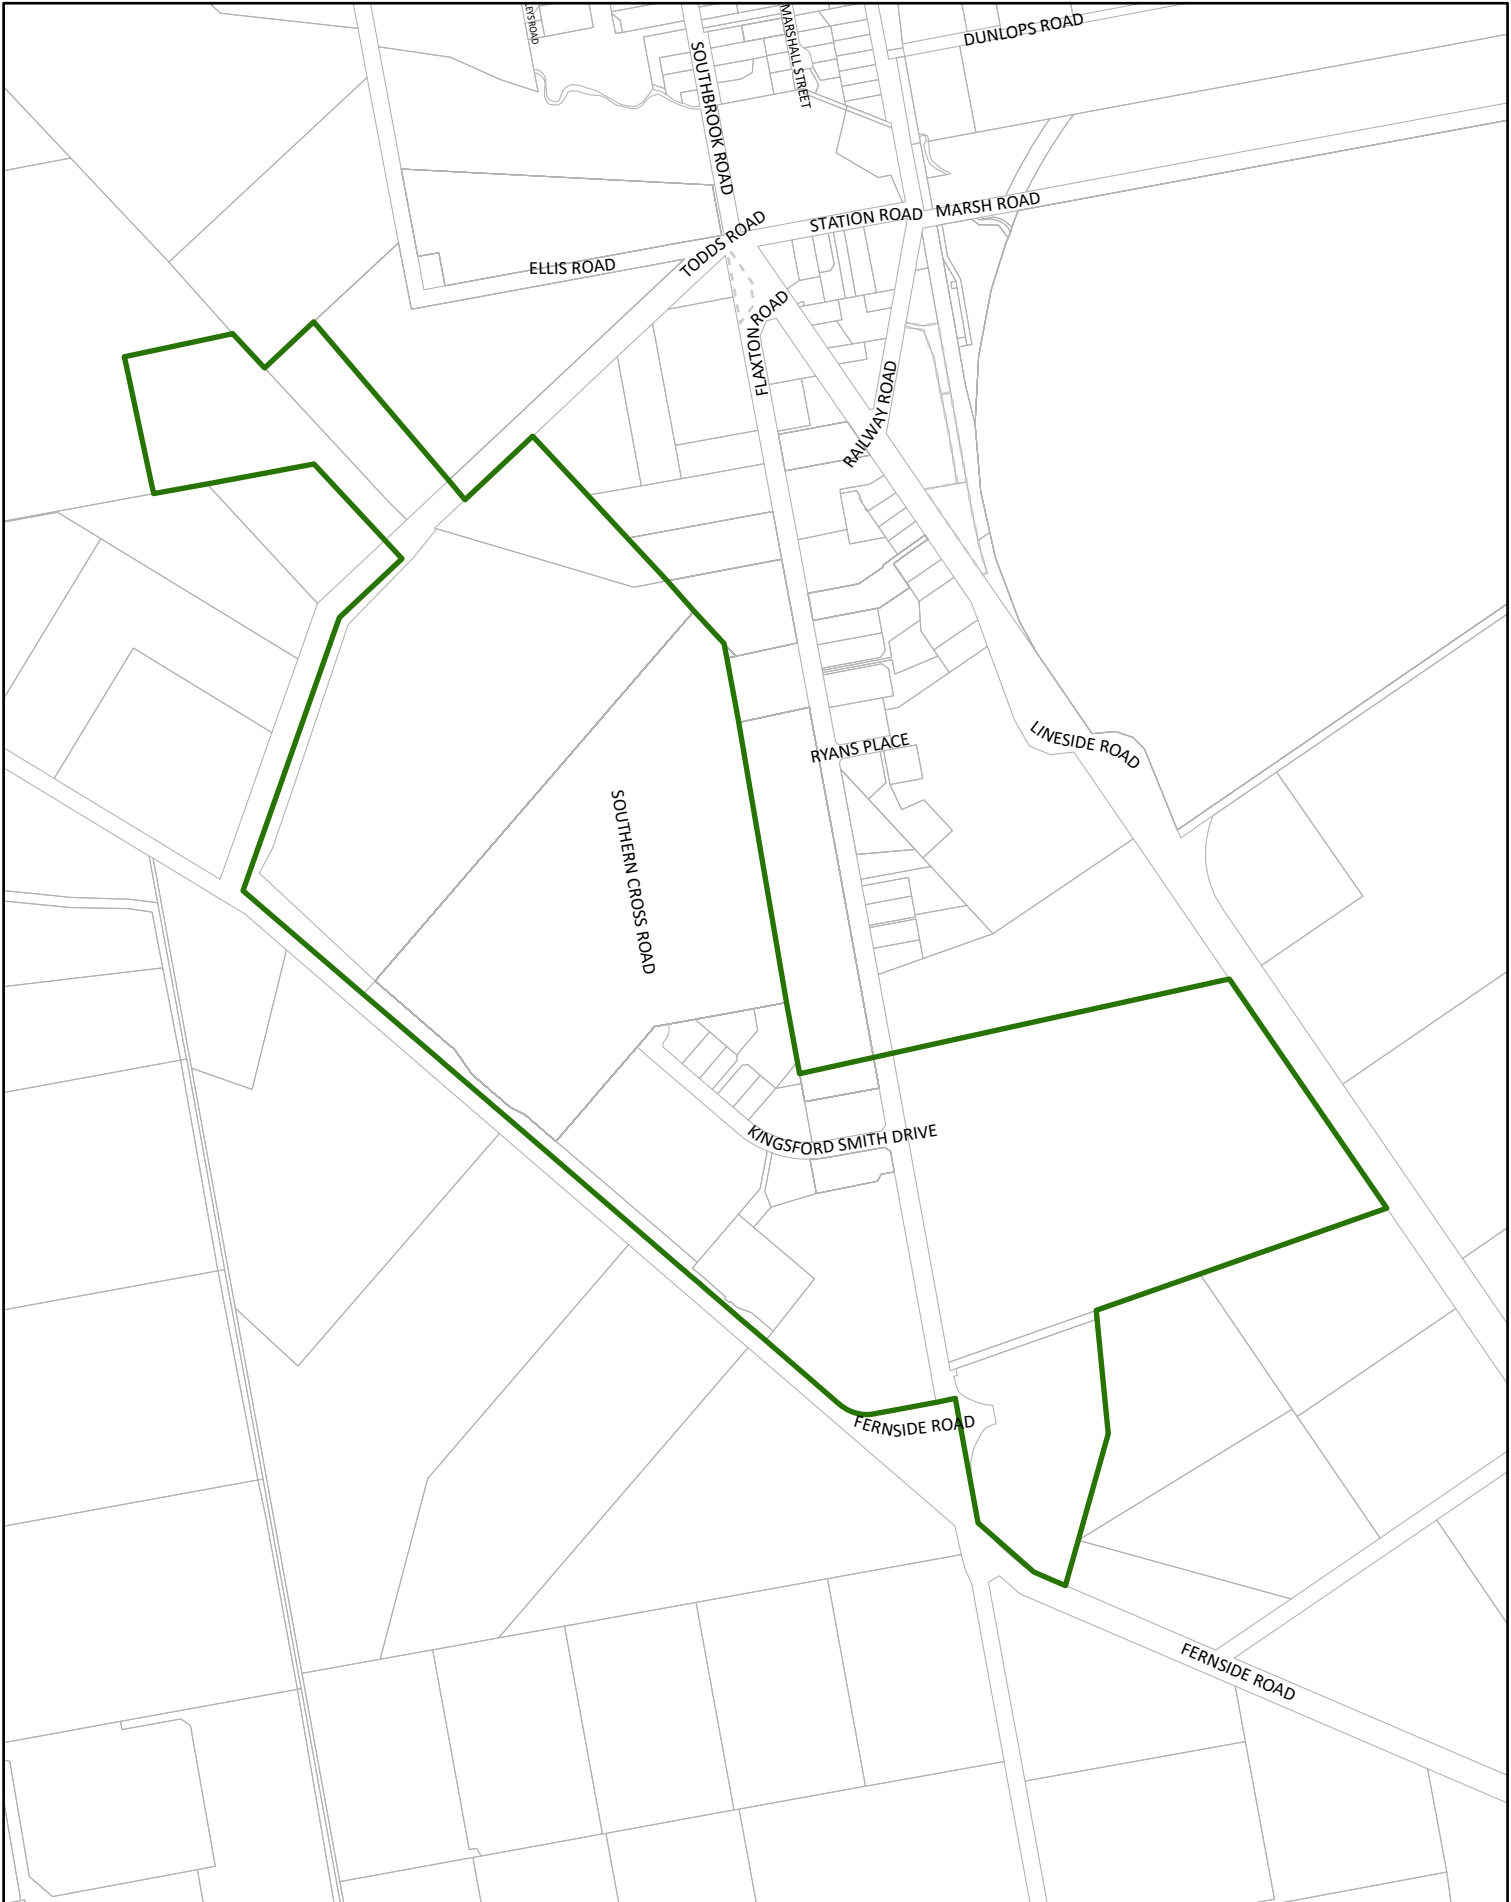 DUNLOPS ROAD
MARSHALL STREET
SOUTHBROOK ROAD
STATION ROAD
MARSH ROAD
TODDS ROAD
ELLIS ROAD
ROAD
FLAXTON
RAILWAY ROAD
RYANS PLACE
LINESIDE ROAD
SOUTHERN CROSS ROAD
KINGSFORD SMITH DRIVE
FERNSIDE ROAD
FERNSIDE ROAD